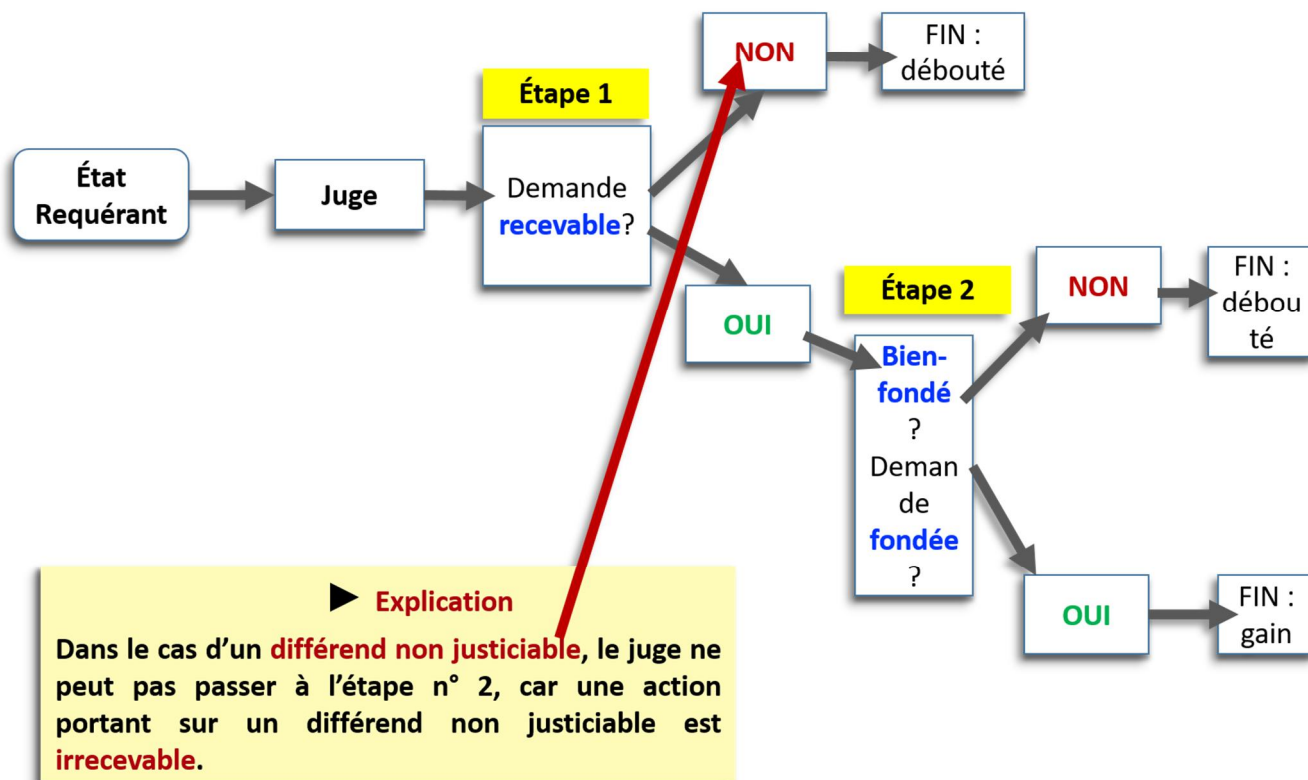 NON
FIN :
débouté
Étape 1
État
Requérant
Juge
Demande
recevable?
OUI
Étape 2
NON
FIN :
débou
té
Bien-
fondé
?
Deman
de
fondée
?
OUI
FIN :
gain
► Explication
Dans le cas d’un différend non justiciable, le juge ne
peut pas passer à l’étape n° 2, car une action
portant sur un différend non justiciable est
irrecevable.